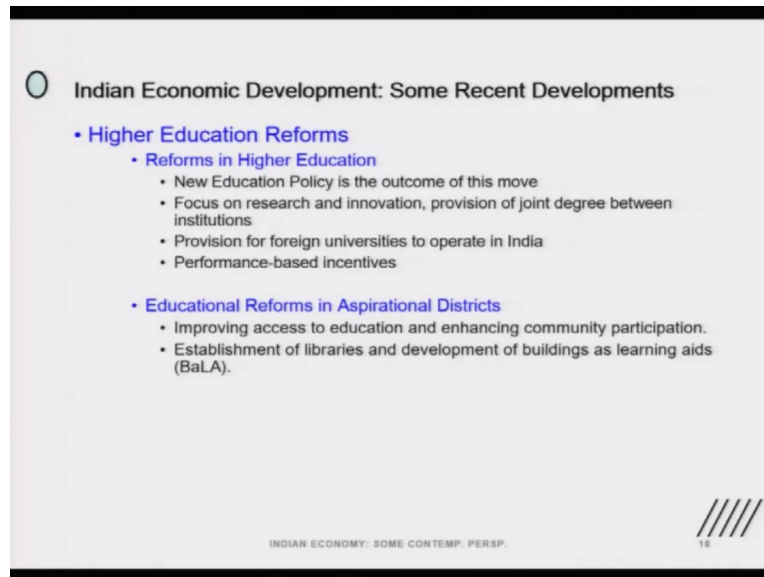 Indian Economic Development: Some Recent Developments
• Higher Education Reforms
• Reforms in Higher Education
• New Education Policy is the outcome of this move
• Focus on research and innovation, provision of joint degree between
institutions
• Provision for foreign universities to operate in India
• Performance-based incentives
• Educational Reforms in Aspirational Districts
• Improving access to education and enhancing community participation.
• Establishment of libraries and development of buildings as learning aids
(BaLA).
INDIAN ECONOMY: SOME CONTEMP. PERSP.
18